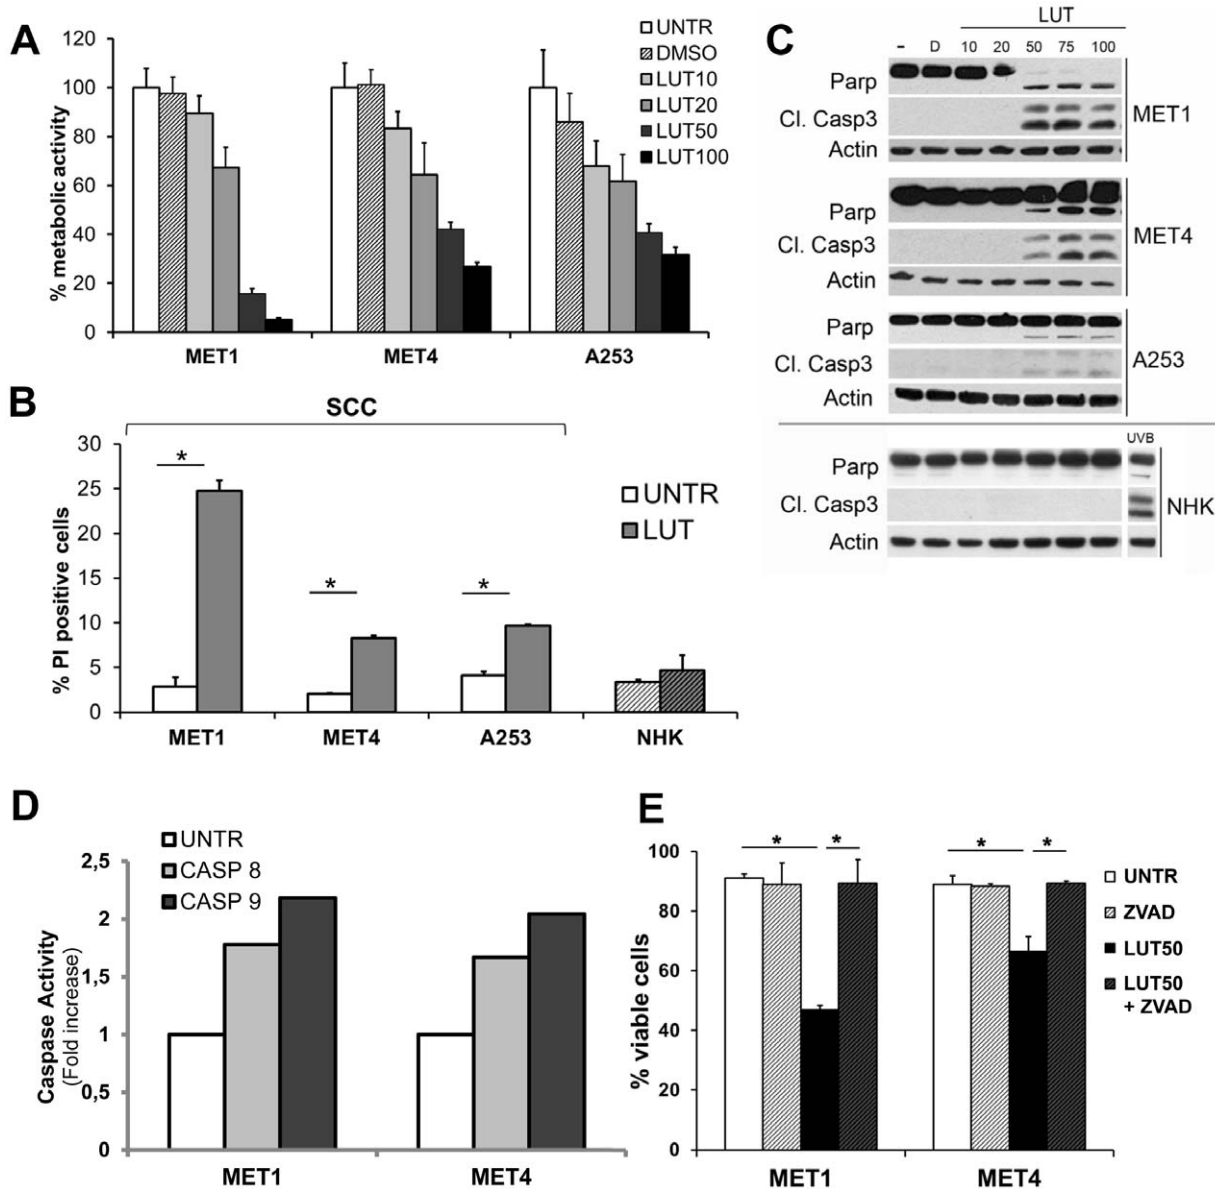 A
120
100
80
60
40
20
0
% metabolic activity
UNTR
DMSO
LUT10
LUT20
LUT50
LUT100
MET1 MET4 A253
B
SCC
30
25
20
15
10
5
0
% PI positive cells
* * *
UNTR
LUT
MET1 MET4 A253 NHK
C
LUT
- D 10 20 50 75 100
Parp
Cl. Casp3
Actin
MET1
Parp
Cl. Casp3
Actin
MET4
Parp
Cl. Casp3
Actin
A253
UVB
Parp
Cl. Casp3
Actin
NHK
D
UNTR
CASP 8
CASP 9
2,5
2
1,5
1
0,5
0
Caspase Activity
(Fold increase)
MET1 MET4
E
100
80
60
40
20
0
% viable cells
* * * *
UNTR
ZVAD
LUT50
LUT50
+ ZVAD
MET1 MET4